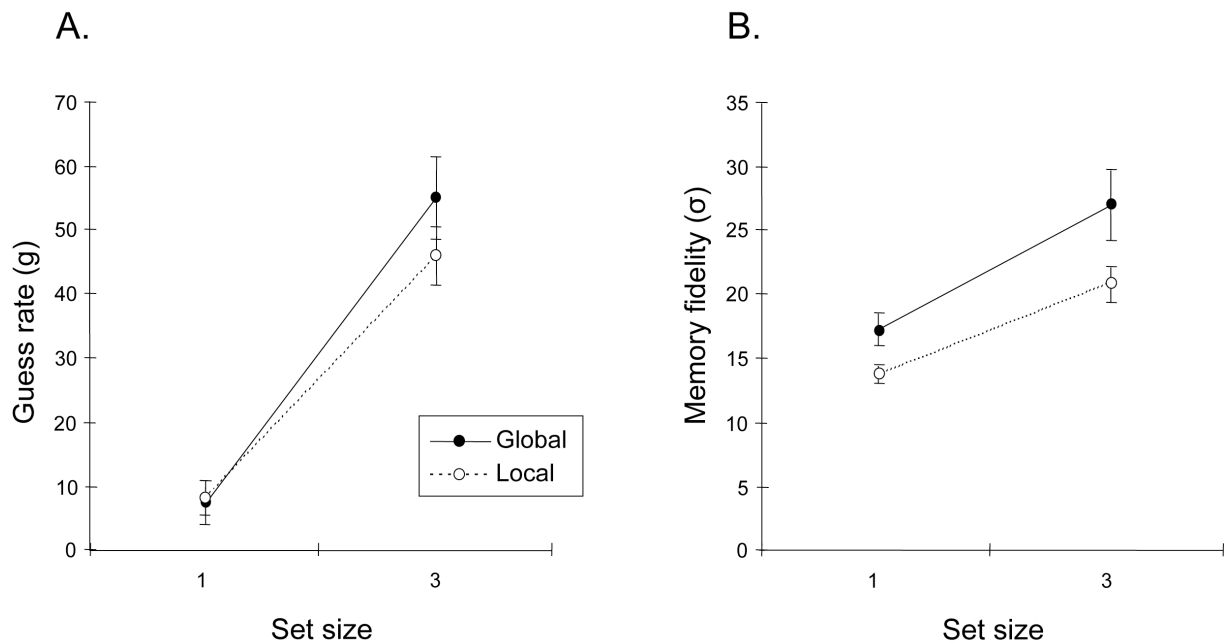 A.
70
60
50
40
30
20
10
0
Guess rate (g)
1
3
Set size
Global
Local
B.
35
30
25
20
15
10
5
0
Memory fidelity (σ)
1
3
Set size